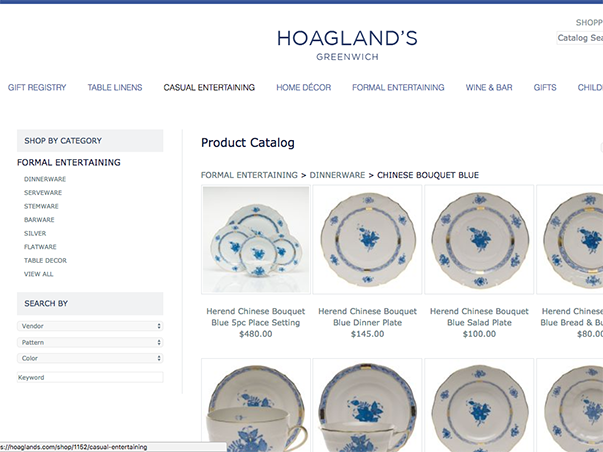 SHOPP
HOAGLAND'S
GREENWICH
Catalog Sea
GIFT REGISTRY TABLE LINENS CASUAL ENTERTAINING HOME DÉCOR FORMAL ENTERTAINING WINE & BAR GIFTS CHILD
SHOP BY CATEGORY
FORMAL ENTERTAINING
DINNERWARE
SERVEWARE
STEMWARE
BARWARE
SILVER
FLATWARE
TABLE DECOR
VIEW ALL
SEARCH BY
Vendor
Pattern
Color
Keyword
Product Catalog
FORMAL ENTERTAINING > DINNERWARE > CHINESE BOUQUET BLUE
Herend Chinese Bouquet
Blue 5pc Place Setting
$480.00
Herend Chinese Bouquet
Blue Dinner Plate
$145.00
Herend Chinese Bouquet
Blue Salad Plate
$100.00
Herend Chinese B
Blue Bread & Bu
$80.00
s://hoaglands.com/shop/1152/casual-entertaining